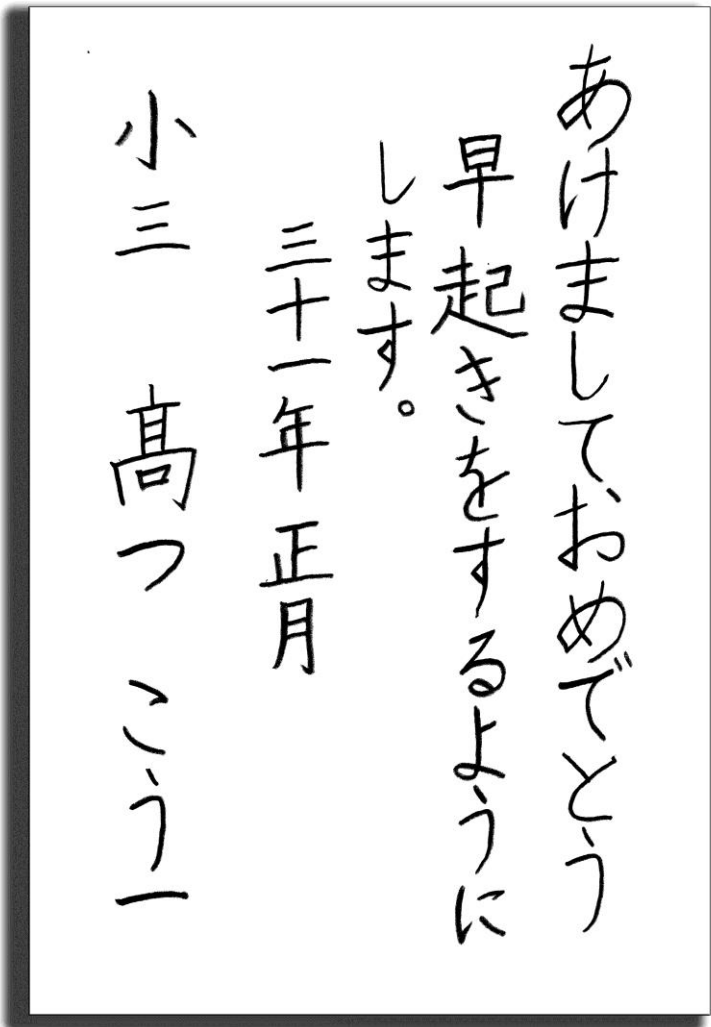 あけまして、おめでとう
早起きをするように
します。
三十一年 正月
小三 髙つ こう一